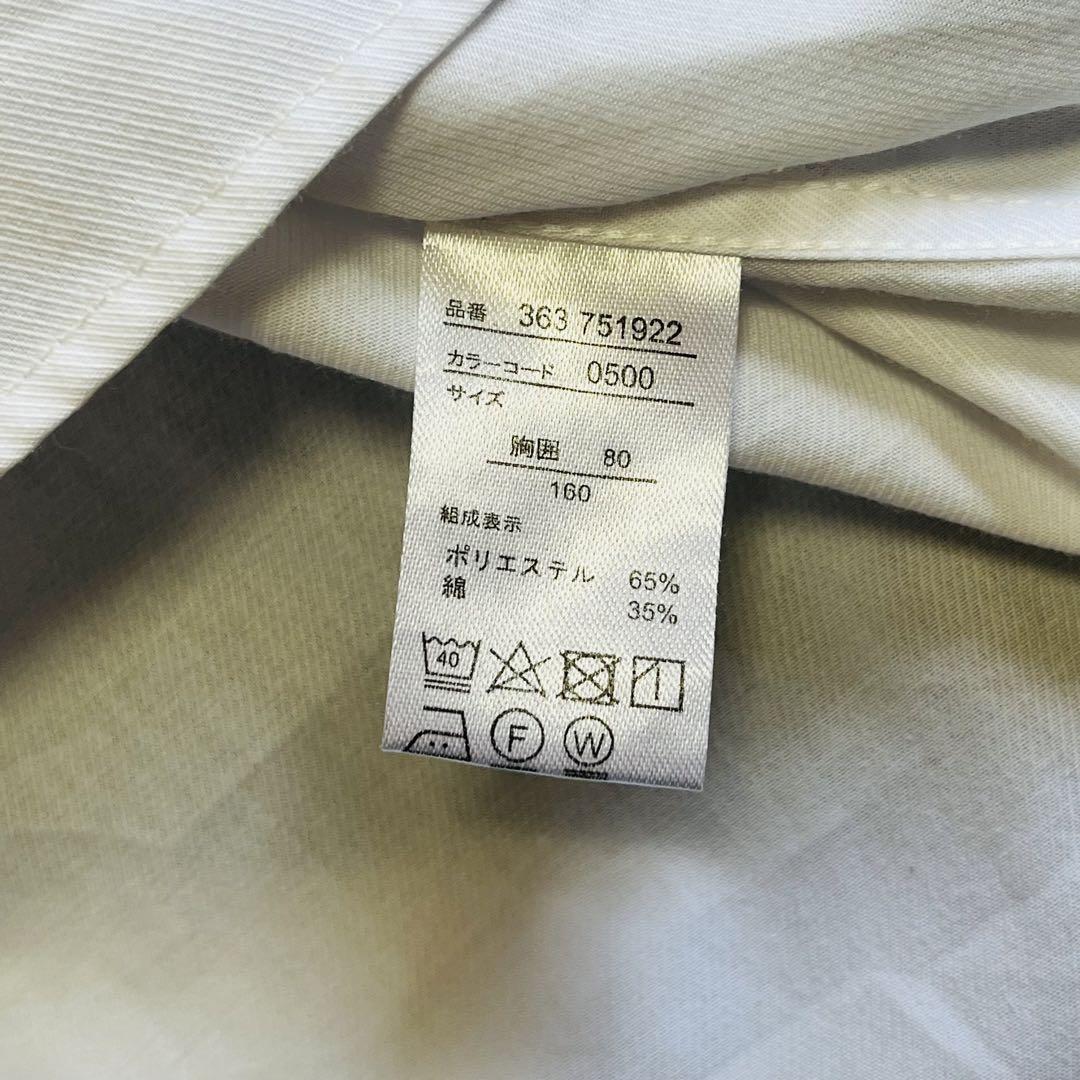 品番 363 751922
カラーコード 0500
サイズ
胸囲 80
160
組成表示
ポリエステル 65%
綿 35%
40
F W